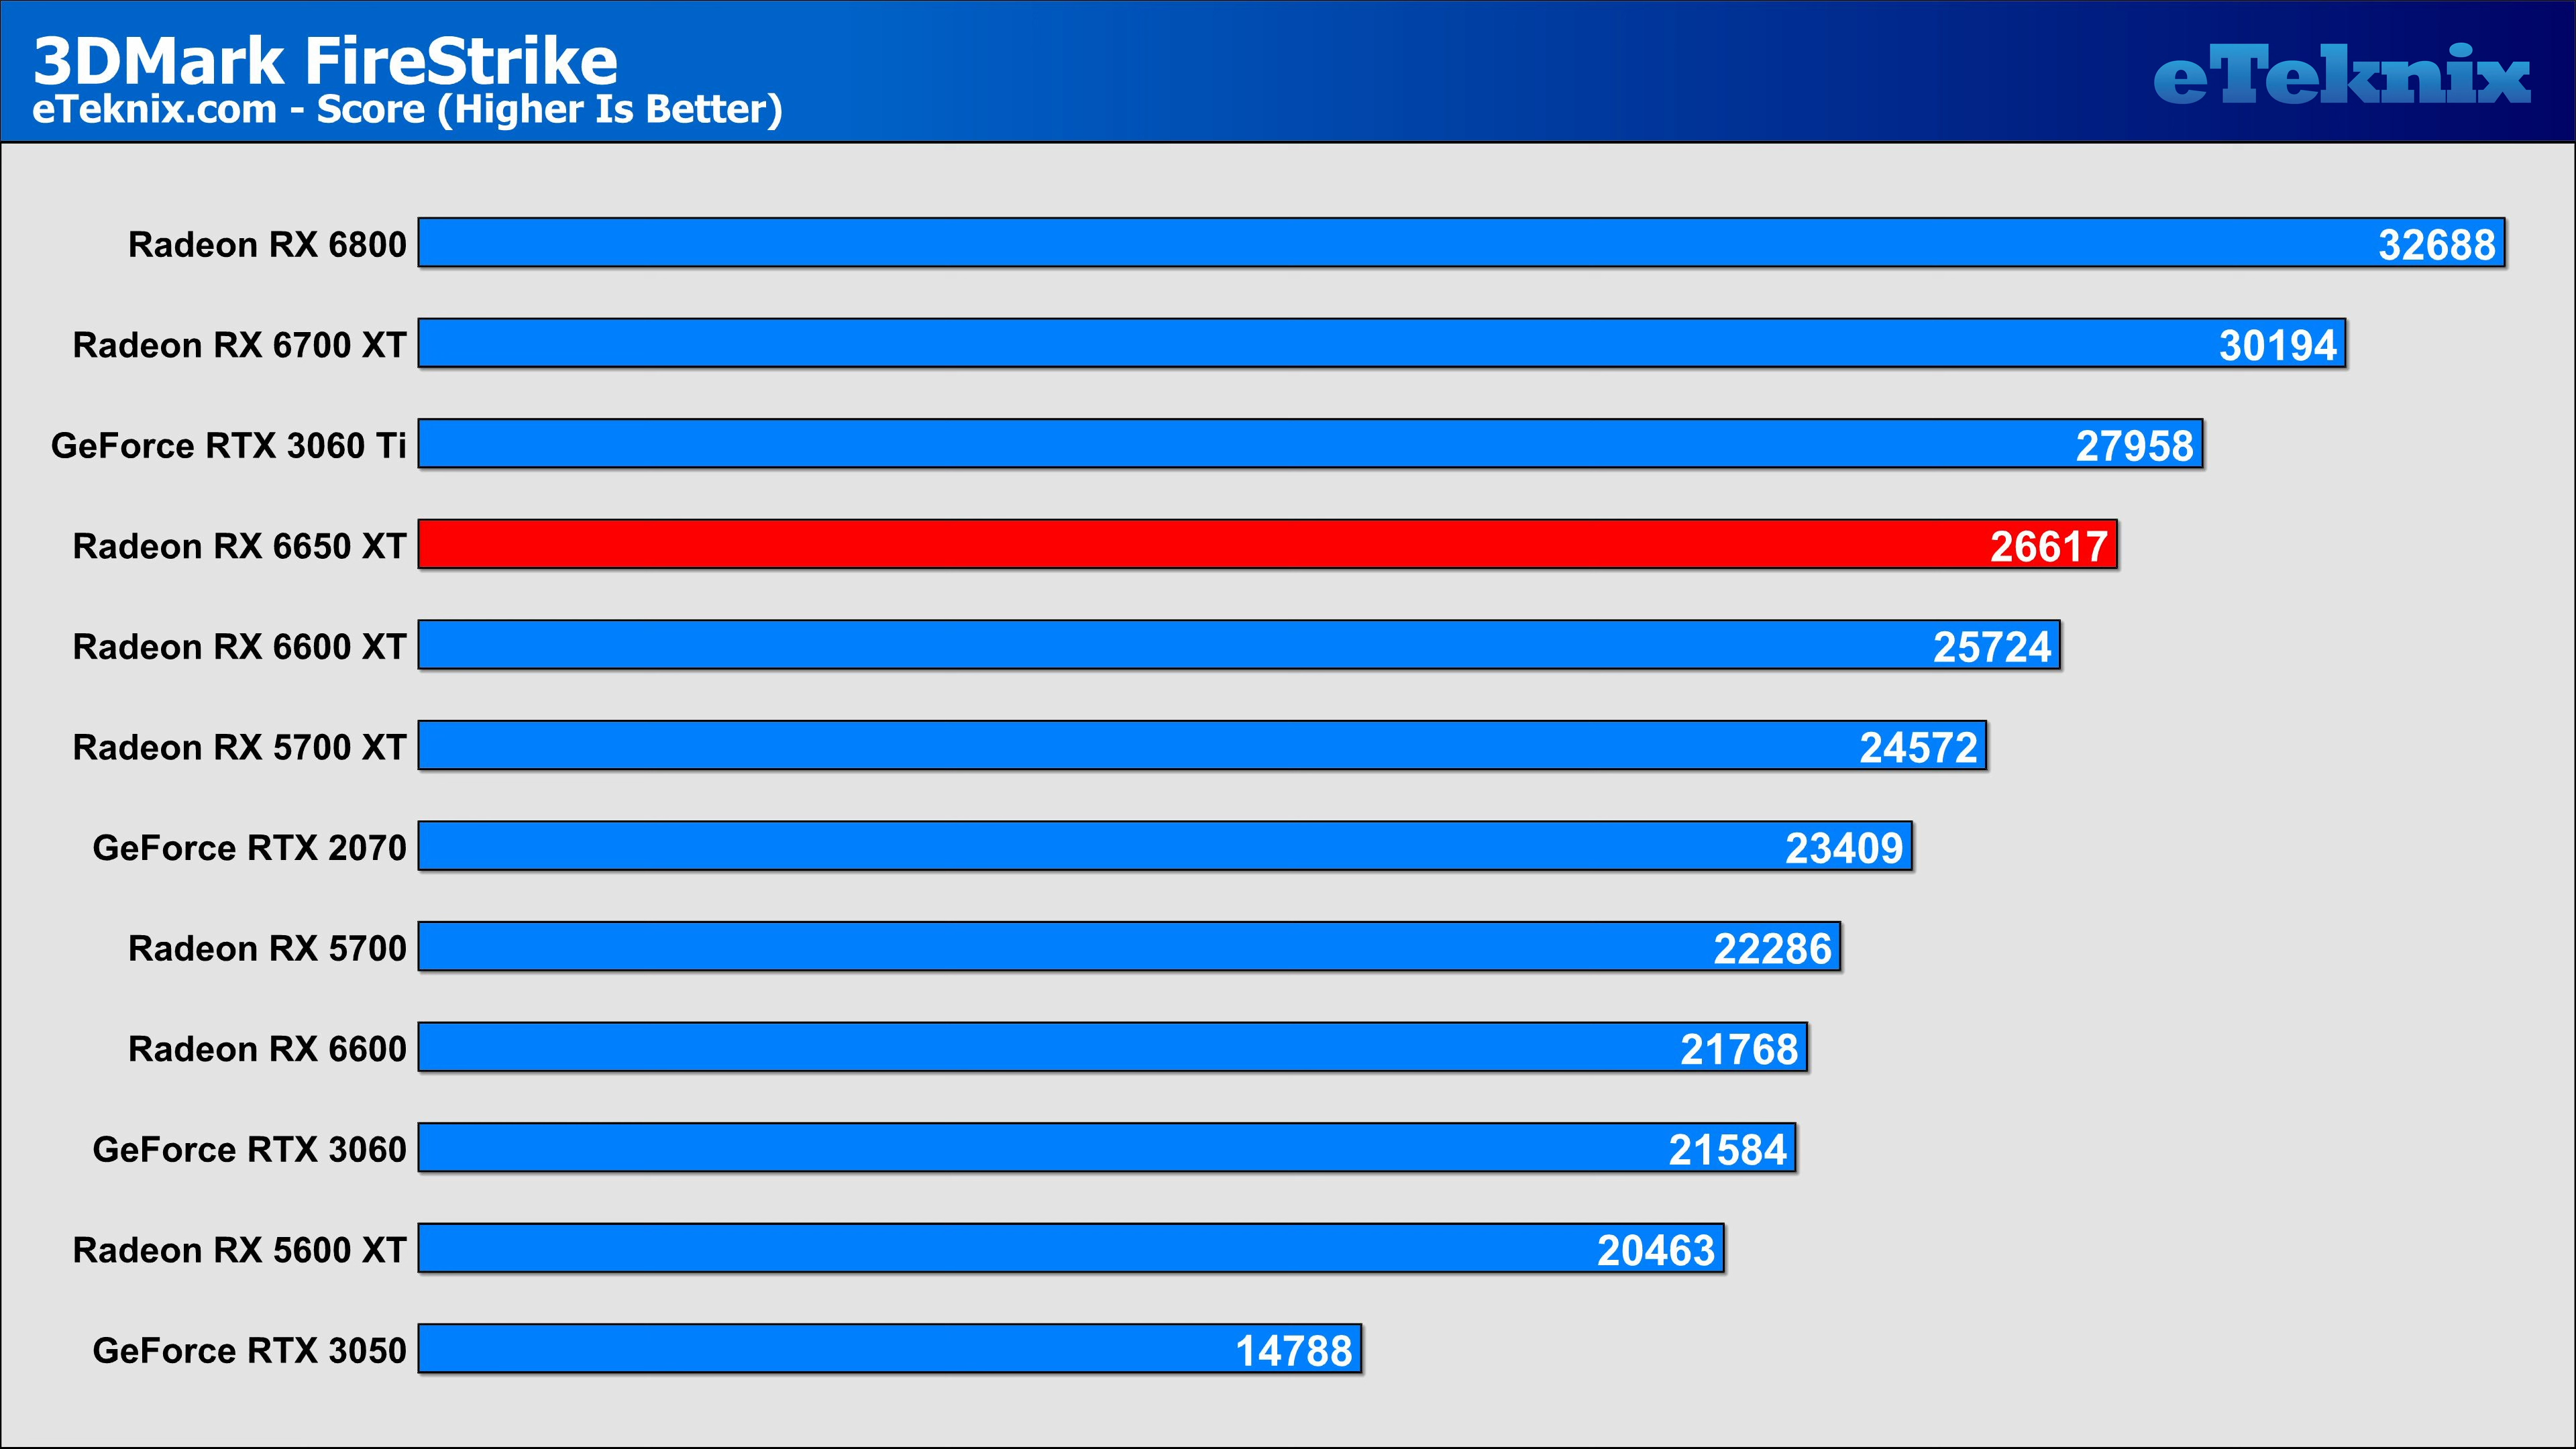 3DMark FireStrike
eTeknix.com - Score (Higher Is Better)
eTeknix
Radeon RX 6800 32688
Radeon RX 6700 XT 30194
GeForce RTX 3060 Ti 27958
Radeon RX 6650 XT 26617
Radeon RX 6600 XT 25724
Radeon RX 5700 XT 24572
GeForce RTX 2070 23409
Radeon RX 5700 22286
Radeon RX 6600 21768
GeForce RTX 3060 21584
Radeon RX 5600 XT 20463
GeForce RTX 3050 14788